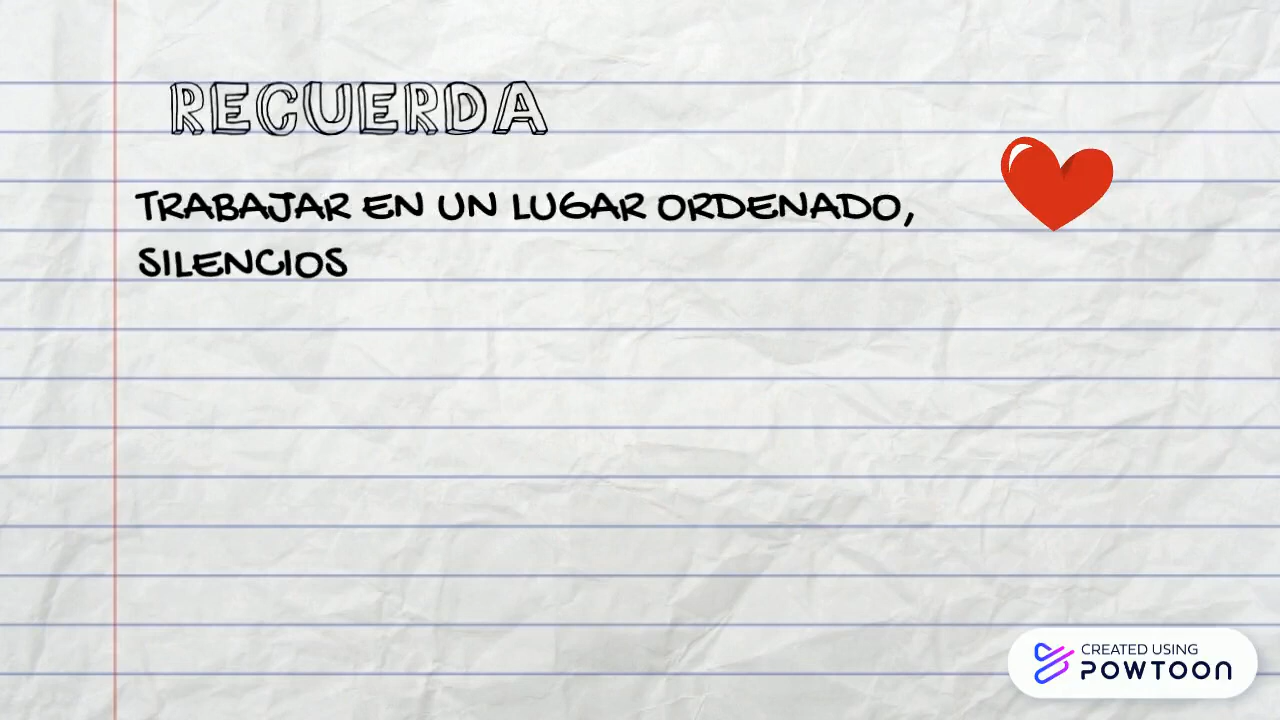 RECUERDA
TRABAJAR EN UN LUGAR ORDENADO,
SILENCIOS
CREATED USING
POWTOON